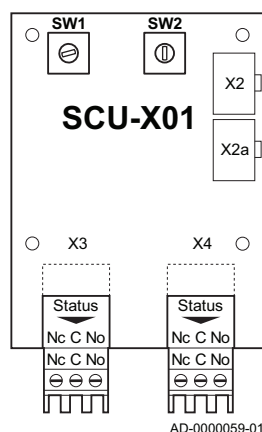 SW1 SW2
X2
SCU-X01
X2a
X3 X4
Status Status
Nc C No Nc C No
Nc C No Nc C No
AD-0000059-01